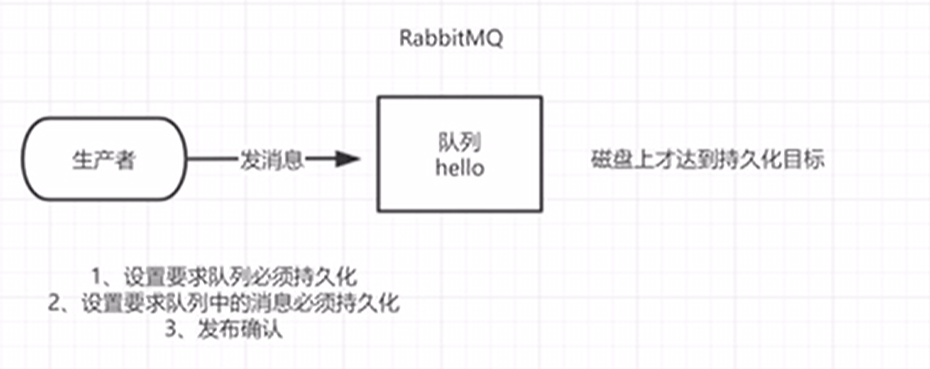 RabbitMQ
生产者
发消息
队列
hello
磁盘上才达到持久化目标
1、设置要求队列必须持久化
2、设置要求队列中的消息必须持久化
3、发布确认